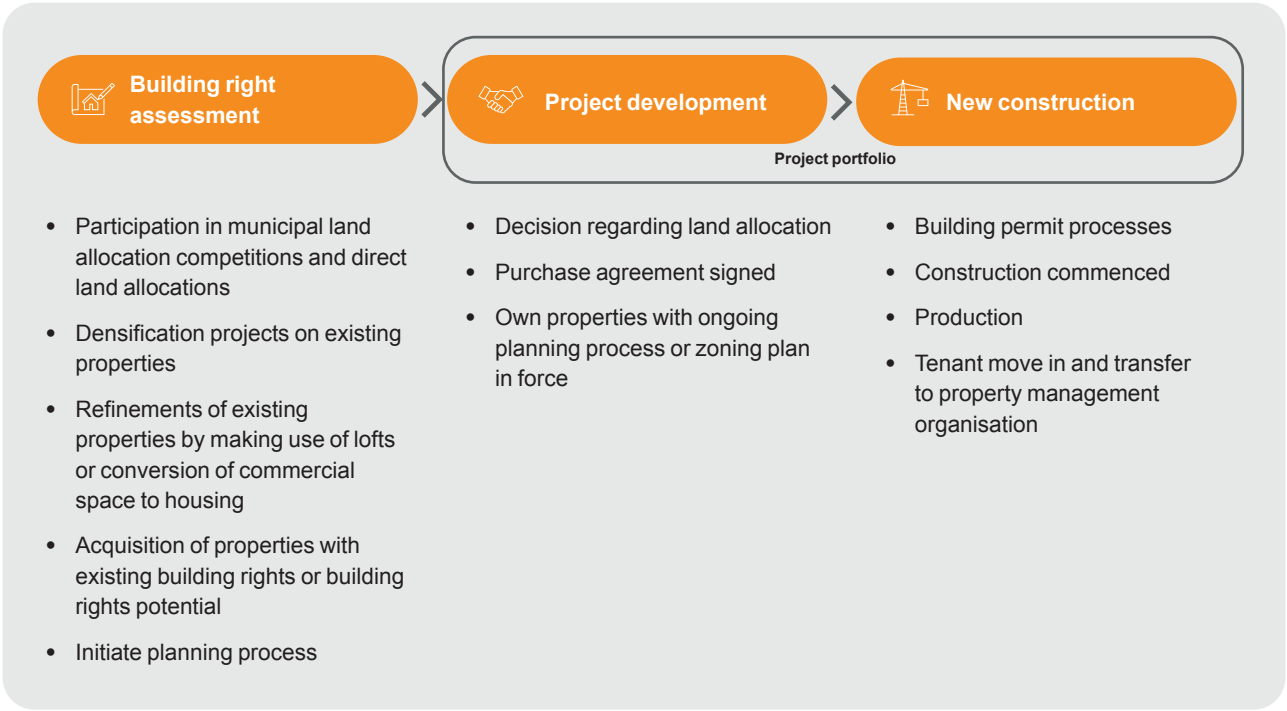 Building right
assessment
Project development
New construction
Project portfolio
• Participation in municipal land
allocation competitions and direct
land allocations
• Densification projects on existing
properties
• Refinements of existing
properties by making use of lofts
or conversion of commercial
space to housing
• Acquisition of properties with
existing building rights or building
rights potential
• Initiate planning process
• Decision regarding land allocation
• Purchase agreement signed
• Own properties with ongoing
planning process or zoning plan
in force
• Building permit processes
• Construction commenced
• Production
• Tenant move in and transfer
to property management
organisation